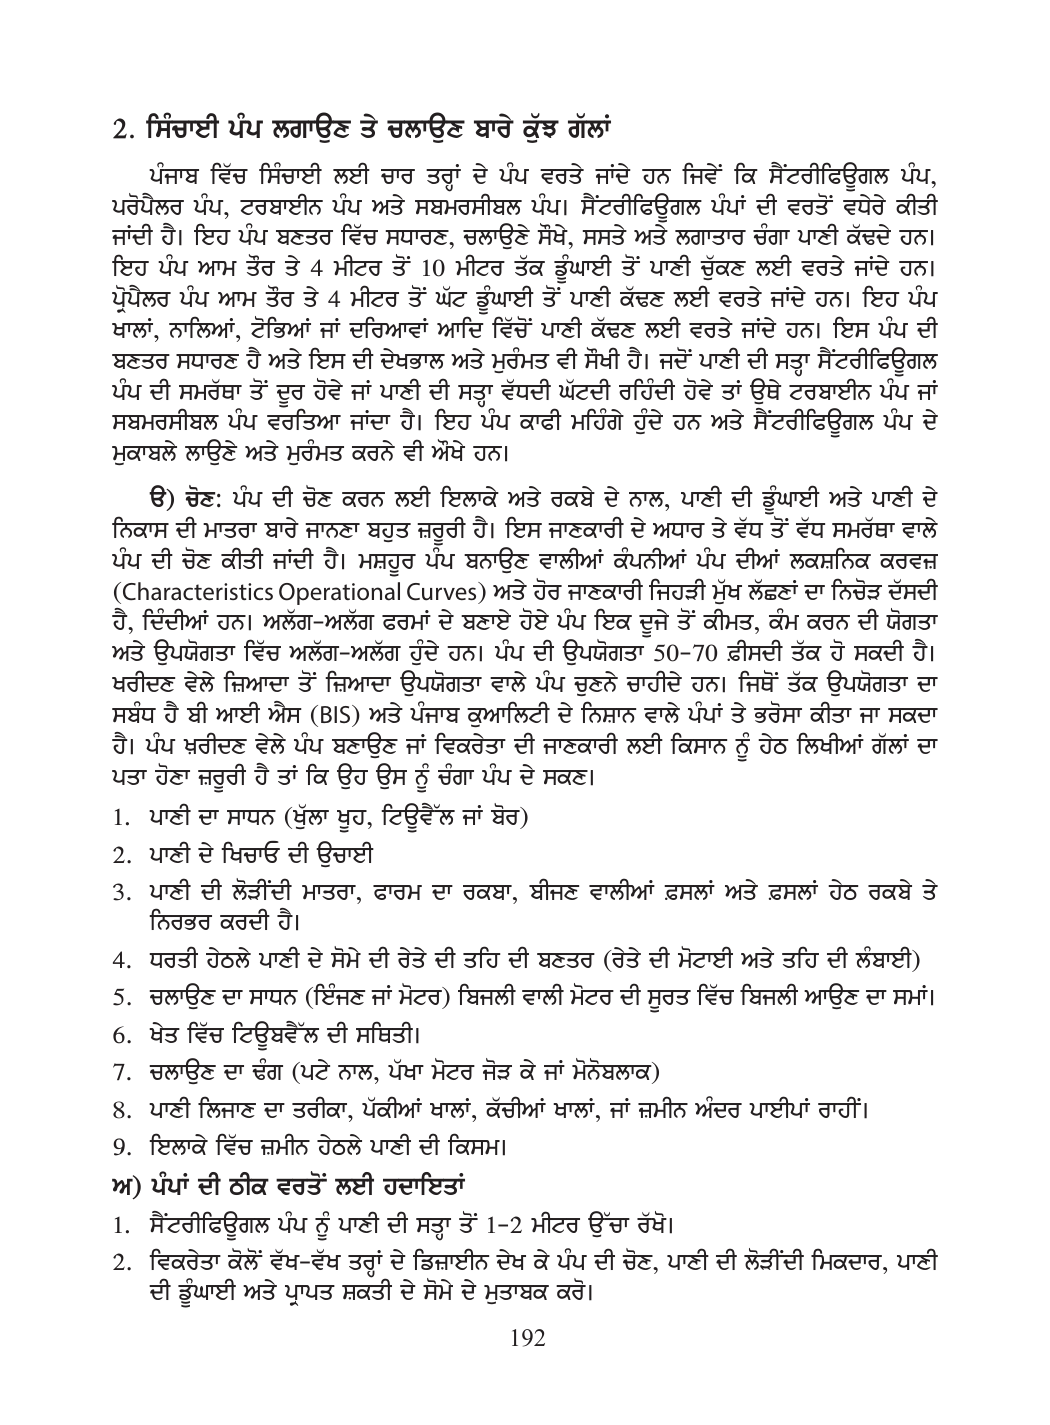 2. ਸਿੰਚਾਈ ਪੰਪ ਲਗਾਉਣ ਤੇ ਚਲਾਉਣ ਬਾਰੇ ਕੁੱਝ ਗੱਲਾਂ
ਪੰਜਾਬ ਵਿੱਚ ਸਿੰਚਾਈ ਲਈ ਚਾਰ ਤਰ੍ਹਾਂ ਦੇ ਪੰਪ ਵਰਤੇ ਜਾਂਦੇ ਹਨ ਜਿਵੇਂ ਕਿ ਸੈਂਟਰੀਫਿਊਗਲ ਪੰਪ,
ਪਰੋਪੈਲਰ ਪੰਪ, ਟਰਬਾਈਨ ਪੰਪ ਅਤੇ ਸਬਮਰਸੀਬਲ ਪੰਪ। ਸੈਂਟਰੀਫਿਊਗਲ ਪੰਪਾਂ ਦੀ ਵਰਤੋਂ ਵਧੇਰੇ ਕੀਤੀ
ਜਾਂਦੀ ਹੈ। ਇਹ ਪੰਪ ਬਣਤਰ ਵਿੱਚ ਸਧਾਰਣ, ਚਲਾਉਣੇ ਸੌਖੇ, ਸਸਤੇ ਅਤੇ ਲਗਾਤਾਰ ਚੰਗਾ ਪਾਣੀ ਕੱਢਦੇ ਹਨ।
ਇਹ ਪੰਪ ਆਮ ਤੌਰ ਤੇ 4 ਮੀਟਰ ਤੋਂ 10 ਮੀਟਰ ਤੱਕ ਡੂੰਘਾਈ ਤੋਂ ਪਾਣੀ ਚੁੱਕਣ ਲਈ ਵਰਤੇ ਜਾਂਦੇ ਹਨ।
ਪ੍ਰੋਪੈਲਰ ਪੰਪ ਆਮ ਤੌਰ ਤੇ 4 ਮੀਟਰ ਤੋਂ ਘੱਟ ਡੂੰਘਾਈ ਤੋਂ ਪਾਣੀ ਕੱਢਣ ਲਈ ਵਰਤੇ ਜਾਂਦੇ ਹਨ। ਇਹ ਪੰਪ
ਖਾਲਾਂ, ਨਾਲਿਆਂ, ਟੋਭਿਆਂ ਜਾਂ ਦਰਿਆਵਾਂ ਆਦਿ ਵਿੱਚੋਂ ਪਾਣੀ ਕੱਢਣ ਲਈ ਵਰਤੇ ਜਾਂਦੇ ਹਨ। ਇਸ ਪੰਪ ਦੀ
ਬਣਤਰ ਸਧਾਰਣ ਹੈ ਅਤੇ ਇਸ ਦੀ ਦੇਖਭਾਲ ਅਤੇ ਮੁਰੰਮਤ ਵੀ ਸੌਖੀ ਹੈ। ਜਦੋਂ ਪਾਣੀ ਦੀ ਸਤ੍ਹਾ ਸੈਂਟਰੀਫਿਊਗਲ
ਪੰਪ ਦੀ ਸਮਰੱਥਾ ਤੋਂ ਦੂਰ ਹੋਵੇ ਜਾਂ ਪਾਣੀ ਦੀ ਸਤ੍ਹਾ ਵੱਧਦੀ ਘੱਟਦੀ ਰਹਿੰਦੀ ਹੋਵੇ ਤਾਂ ਉਥੇ ਟਰਬਾਈਨ ਪੰਪ ਜਾਂ
ਸਬਮਰਸੀਬਲ ਪੰਪ ਵਰਤਿਆ ਜਾਂਦਾ ਹੈ। ਇਹ ਪੰਪ ਕਾਫੀ ਮਹਿੰਗੇ ਹੁੰਦੇ ਹਨ ਅਤੇ ਸੈਂਟਰੀਫਿਊਗਲ ਪੰਪ ਦੇ
ਮੁਕਾਬਲੇ ਲਾਉਣੇ ਅਤੇ ਮੁਰੰਮਤ ਕਰਨੇ ਵੀ ਔਖੇ ਹਨ।
ੳ) ਚੋਣ: ਪੰਪ ਦੀ ਚੋਣ ਕਰਨ ਲਈ ਇਲਾਕੇ ਅਤੇ ਰਕਬੇ ਦੇ ਨਾਲ, ਪਾਣੀ ਦੀ ਡੂੰਘਾਈ ਅਤੇ ਪਾਣੀ ਦੇ
ਨਿਕਾਸ ਦੀ ਮਾਤਰਾ ਬਾਰੇ ਜਾਨਣਾ ਬਹੁਤ ਜ਼ਰੂਰੀ ਹੈ। ਇਸ ਜਾਣਕਾਰੀ ਦੇ ਅਧਾਰ ਤੇ ਵੱਧ ਤੋਂ ਵੱਧ ਸਮਰੱਥਾ ਵਾਲੇ
ਪੰਪ ਦੀ ਚੋਣ ਕੀਤੀ ਜਾਂਦੀ ਹੈ। ਮਸ਼ਹੂਰ ਪੰਪ ਬਨਾਉਣ ਵਾਲੀਆਂ ਕੰਪਨੀਆਂ ਪੰਪ ਦੀਆਂ ਲਕਸ਼ਨਿਕ ਕਰਵਜ਼
(Characteristics Operational Curves) ਅਤੇ ਹੋਰ ਜਾਣਕਾਰੀ ਜਿਹੜੀ ਮੁੱਖ ਲੱਛਣਾਂ ਦਾ ਨਿਚੋੜ ਦੱਸਦੀ
ਹੈ, ਦਿੰਦੀਆਂ ਹਨ। ਅਲੱਗ-ਅਲੱਗ ਫਰਮਾਂ ਦੇ ਬਣਾਏ ਹੋਏ ਪੰਪ ਇਕ ਦੂਜੇ ਤੋਂ ਕੀਮਤ, ਕੰਮ ਕਰਨ ਦੀ ਯੋਗਤਾ
ਅਤੇ ਉਪਯੋਗਤਾ ਵਿੱਚ ਅਲੱਗ-ਅਲੱਗ ਹੁੰਦੇ ਹਨ। ਪੰਪ ਦੀ ਉਪਯੋਗਤਾ 50-70 ਫ਼ੀਸਦੀ ਤੱਕ ਹੋ ਸਕਦੀ ਹੈ।
ਖਰੀਦਣ ਵੇਲੇ ਜ਼ਿਆਦਾ ਤੋਂ ਜ਼ਿਆਦਾ ਉਪਯੋਗਤਾ ਵਾਲੇ ਪੰਪ ਚੁਣਨੇ ਚਾਹੀਦੇ ਹਨ। ਜਿਥੋਂ ਤੱਕ ਉਪਯੋਗਤਾ ਦਾ
ਸਬੰਧ ਹੈ ਬੀ ਆਈ ਐਸ (BIS) ਅਤੇ ਪੰਜਾਬ ਕੁਆਲਿਟੀ ਦੇ ਨਿਸ਼ਾਨ ਵਾਲੇ ਪੰਪਾਂ ਤੇ ਭਰੋਸਾ ਕੀਤਾ ਜਾ ਸਕਦਾ
ਹੈ। ਪੰਪ ਖ਼ਰੀਦਣ ਵੇਲੇ ਪੰਪ ਬਣਾਉਣ ਜਾਂ ਵਿਕਰੇਤਾ ਦੀ ਜਾਣਕਾਰੀ ਲਈ ਕਿਸਾਨ ਨੂੰ ਹੇਠ ਲਿਖੀਆਂ ਗੱਲਾਂ ਦਾ
ਪਤਾ ਹੋਣਾ ਜ਼ਰੂਰੀ ਹੈ ਤਾਂ ਕਿ ਉਹ ਉਸ ਨੂੰ ਚੰਗਾ ਪੰਪ ਦੇ ਸਕਣ।
1. ਪਾਣੀ ਦਾ ਸਾਧਨ (ਖੁੱਲਾ ਖੂਹ, ਟਿਊਵੈੱਲ ਜਾਂ ਬੋਰ)
2. ਪਾਣੀ ਦੇ ਖਿਚਾਓ ਦੀ ਉਚਾਈ
3. ਪਾਣੀ ਦੀ ਲੋੜੀਂਦੀ ਮਾਤਰਾ, ਫਾਰਮ ਦਾ ਰਕਬਾ, ਬੀਜਣ ਵਾਲੀਆਂ ਫ਼ਸਲਾਂ ਅਤੇ ਫ਼ਸਲਾਂ ਹੇਠ ਰਕਬੇ ਤੇ
ਨਿਰਭਰ ਕਰਦੀ ਹੈ।
4. ਧਰਤੀ ਹੇਠਲੇ ਪਾਣੀ ਦੇ ਸੋਮੇ ਦੀ ਰੇਤੇ ਦੀ ਤਹਿ ਦੀ ਬਣਤਰ (ਰੇਤੇ ਦੀ ਮੋਟਾਈ ਅਤੇ ਤਹਿ ਦੀ ਲੰਬਾਈ)
5. ਚਲਾਉਣ ਦਾ ਸਾਧਨ (ਇੰਜਣ ਜਾਂ ਮੋਟਰ) ਬਿਜਲੀ ਵਾਲੀ ਮੋਟਰ ਦੀ ਸੂਰਤ ਵਿੱਚ ਬਿਜਲੀ ਆਉਣ ਦਾ ਸਮਾਂ।
6. ਖੇਤ ਵਿੱਚ ਟਿਊਬਵੈੱਲ ਦੀ ਸਥਿਤੀ।
7. ਚਲਾਉਣ ਦਾ ਢੰਗ (ਪਟੇ ਨਾਲ, ਪੱਖਾ ਮੋਟਰ ਜੋੜ ਕੇ ਜਾਂ ਮੋਨੋਬਲਾਕ)
8. ਪਾਣੀ ਲਿਜਾਣ ਦਾ ਤਰੀਕਾ, ਪੱਕੀਆਂ ਖਾਲਾਂ, ਕੱਚੀਆਂ ਖਾਲਾਂ, ਜਾਂ ਜ਼ਮੀਨ ਅੰਦਰ ਪਾਈਪਾਂ ਰਾਹੀਂ।
9. ਇਲਾਕੇ ਵਿੱਚ ਜ਼ਮੀਨ ਹੇਠਲੇ ਪਾਣੀ ਦੀ ਕਿਸਮ।
ਅ) ਪੰਪਾਂ ਦੀ ਠੀਕ ਵਰਤੋਂ ਲਈ ਹਦਾਇਤਾਂ
1. ਸੈਂਟਰੀਫਿਊਗਲ ਪੰਪ ਨੂੰ ਪਾਣੀ ਦੀ ਸਤ੍ਹਾ ਤੋਂ 1-2 ਮੀਟਰ ਉੱਚਾ ਰੱਖੋ।
2. ਵਿਕਰੇਤਾ ਕੋਲੋਂ ਵੱਖ-ਵੱਖ ਤਰ੍ਹਾਂ ਦੇ ਡਿਜ਼ਾਈਨ ਦੇਖ ਕੇ ਪੰਪ ਦੀ ਚੋਣ, ਪਾਣੀ ਦੀ ਲੋੜੀਂਦੀ ਮਿਕਦਾਰ, ਪਾਣੀ
ਦੀ ਡੂੰਘਾਈ ਅਤੇ ਪ੍ਰਾਪਤ ਸ਼ਕਤੀ ਦੇ ਸੋਮੇ ਦੇ ਮੁਤਾਬਕ ਕਰੋ।
192